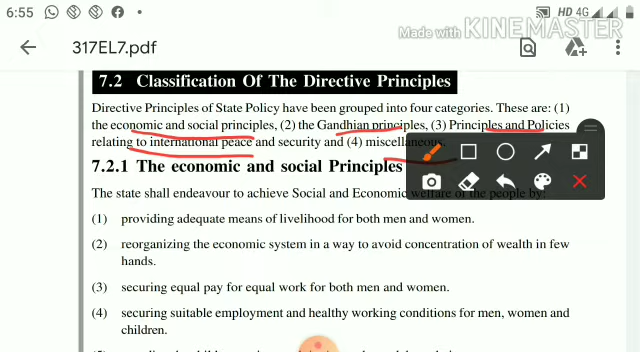 6:55
HD 4G
Made with KINEMASTER
317EL7.pdf
7.2 Classification Of The Directive Principles
Directive Principles of State Policy have been grouped into four categories. These are: (1)
the economic and social principles, (2) the Gandhian principles, (3) Principles and Policies
relating to international peace and security and (4) miscellaneous.
7.2.1 The economic and social Principles
The state shall endeavour to achieve Social and Economic welfare of the people by:
(1) providing adequate means of livelihood for both men and women.
(2) reorganizing the economic system in a way to avoid concentration of wealth in few
hands.
(3) securing equal pay for equal work for both men and women.
(4) securing suitable employment and healthy working conditions for men, women and
children.